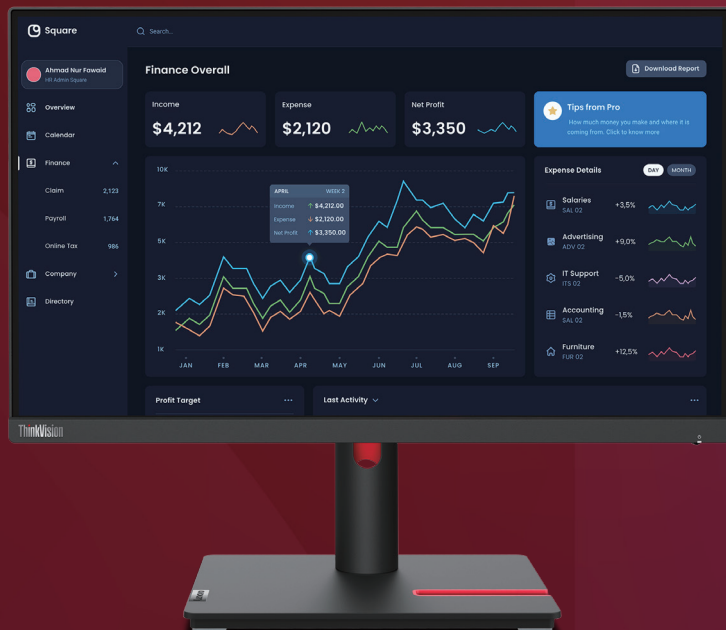 Square
Search...
Ahmad Nur Fawaid
HR Admin Square
Overview
Calendar
Finance
Claim 2,123
Payroll 1,764
Online Tax 986
Company
Directory
Finance Overall
Download Report
Income
$4,212
Expense
$2,120
Net Profit
$3,350
Tips from Pro
How much money you make and where it is
coming from. Click to know more
10K
7K
5K
3K
2K
1K
APRIL WEEK 2
Income ↑ $4,212.00
Expense ↓ $2,120.00
Net Profit ↑ $3,350.00
JAN FEB MAR APR MAY JUN JUL AUG SEP
Expense Details DAY MONTH
Salaries
SAL 02
+3,5%
Advertising
ADV 02
+9,0%
IT Support
ITS 02
-5,0%
Accounting
SAL 02
-1,5%
Furniture
FUR 02
+12,5%
Profit Target ...
Last Activity ...
ThinkVision